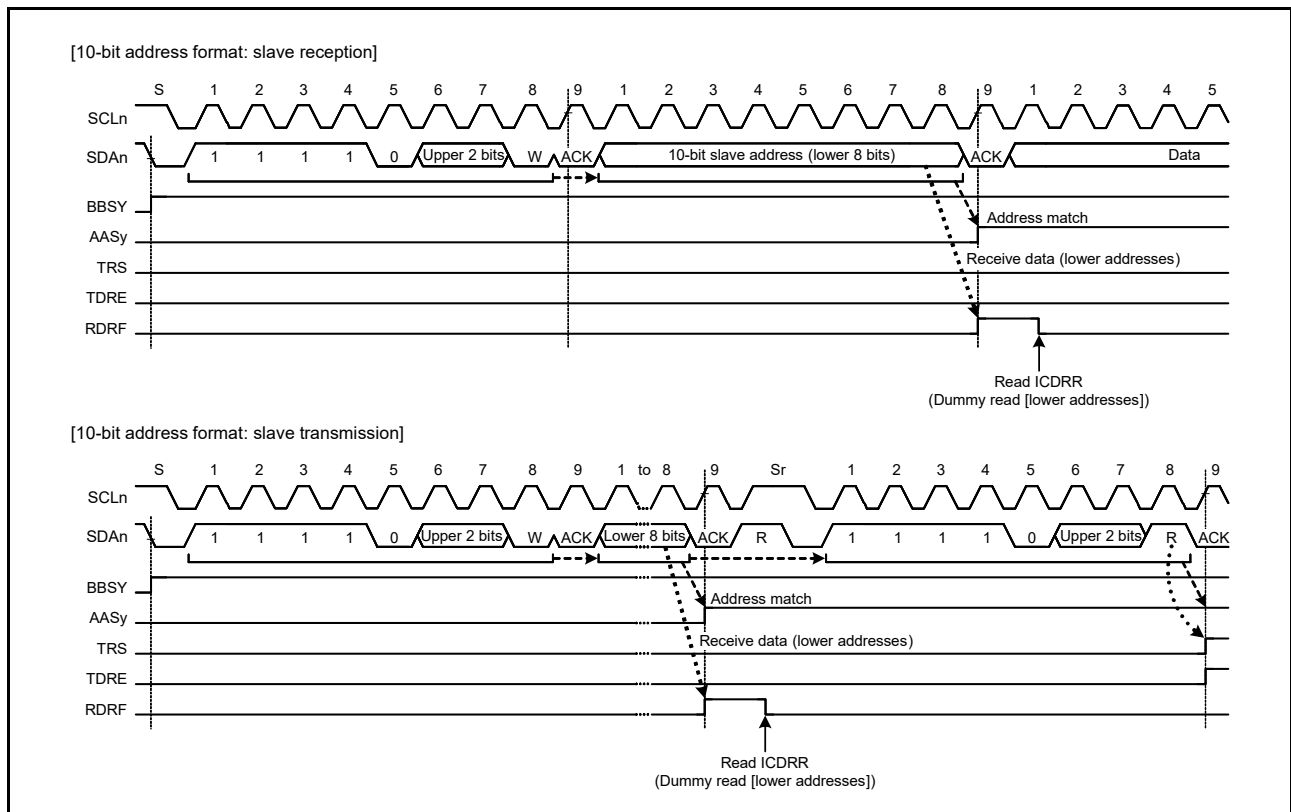 [10-bit address format: slave reception]
S 1 2 3 4 5 6 7 8 9 1 2 3 4 5 6 7 8 9 1 2 3 4 5
SCLn
SDAn 1 1 1 1 0 Upper 2 bits W ACK 10-bit slave address (lower 8 bits) ACK Data
BBSY
Address match
AASy
Receive data (lower addresses)
TRS
TDRE
RDRF
Read ICDRR
(Dummy read [lower addresses])
[10-bit address format: slave transmission]
S 1 2 3 4 5 6 7 8 9 1 to 8 9 Sr 1 2 3 4 5 6 7 8 9
SCLn
SDAn 1 1 1 1 0 Upper 2 bits W ACK Lower 8 bits ACK R 1 1 1 1 0 Upper 2 bits R ACK
BBSY
Address match
AASy
Receive data (lower addresses)
TRS
TDRE
RDRF
Read ICDRR
(Dummy read [lower addresses])